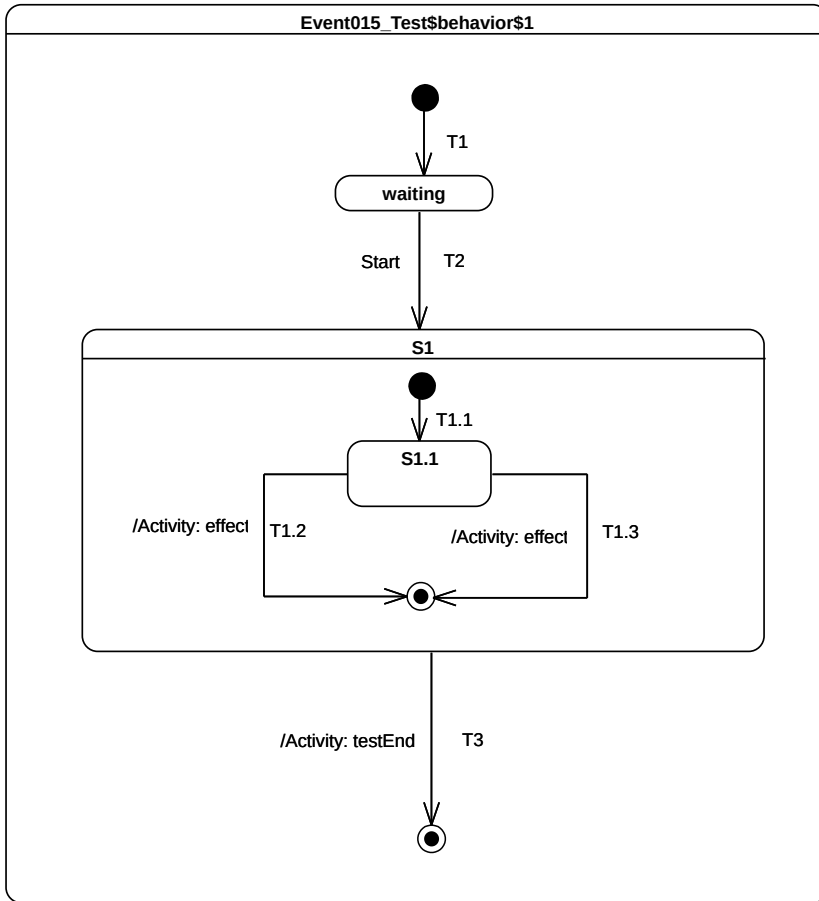 Event015_Test$behavior$1
T1
waiting
Start T2
S1
T1.1
S1.1
/Activity: effect T1.2
/Activity: effect T1.3
/Activity: testEnd T3